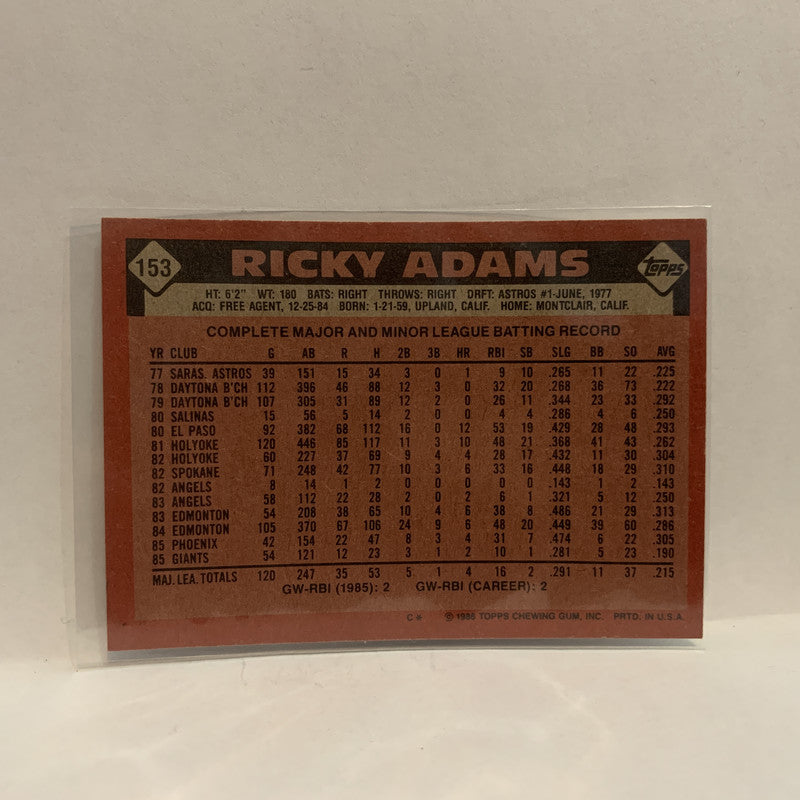 153 RICKY ADAMS topps
HT: 6'2" WT: 180 BATS: RIGHT THROWS: RIGHT DRFT: ASTROS #1-JUNE, 1977
ACQ: FREE AGENT, 12-25-84 BORN: 1-21-59, UPLAND, CALIF. HOME: MONTCLAIR, CALIF.
COMPLETE MAJOR AND MINOR LEAGUE BATTING RECORD
YR CLUB G AB R H 2B 3B HR RBI SB SLG BB SO AVG
77 SARAS. ASTROS 39 151 15 34 3 0 1 9 10 .265 11 22 .225
78 DAYTONA B'CH 112 396 46 88 12 3 0 32 20 .268 36 73 .222
79 DAYTONA B'CH 107 305 31 89 12 2 0 26 11 .344 23 33 .292
80 SALINAS 15 56 5 14 2 0 0 4 4 .286 4 6 .250
80 EL PASO 92 382 68 112 16 0 12 53 19 .429 28 48 .293
81 HOLYOKE 120 446 85 117 11 3 10 48 21 .368 41 43 .262
82 HOLYOKE 60 227 37 69 9 4 4 28 17 .432 11 30 .304
82 SPOKANE 71 248 42 77 10 3 6 33 16 .448 18 29 .310
82 ANGELS 8 14 1 2 0 0 0 0 0 .143 1 2 .143
83 ANGELS 58 112 22 28 2 0 2 6 1 .321 5 12 .250
83 EDMONTON 54 208 38 65 10 4 6 38 8 .486 21 29 .313
84 EDMONTON 105 370 67 106 24 9 6 48 20 .449 39 60 .286
85 PHOENIX 42 154 22 47 8 3 4 31 7 .474 6 22 .305
85 GIANTS 54 121 12 23 3 1 2 10 1 .281 5 23 .190
MAJ. LEA. TOTALS 120 247 35 53 5 1 4 16 2 .291 11 37 .215
GW-RBI (1985): 2 GW-RBI (CAREER): 2
C* © 1986 TOPPS CHEWING GUM, INC. PRTD. IN U.S.A.